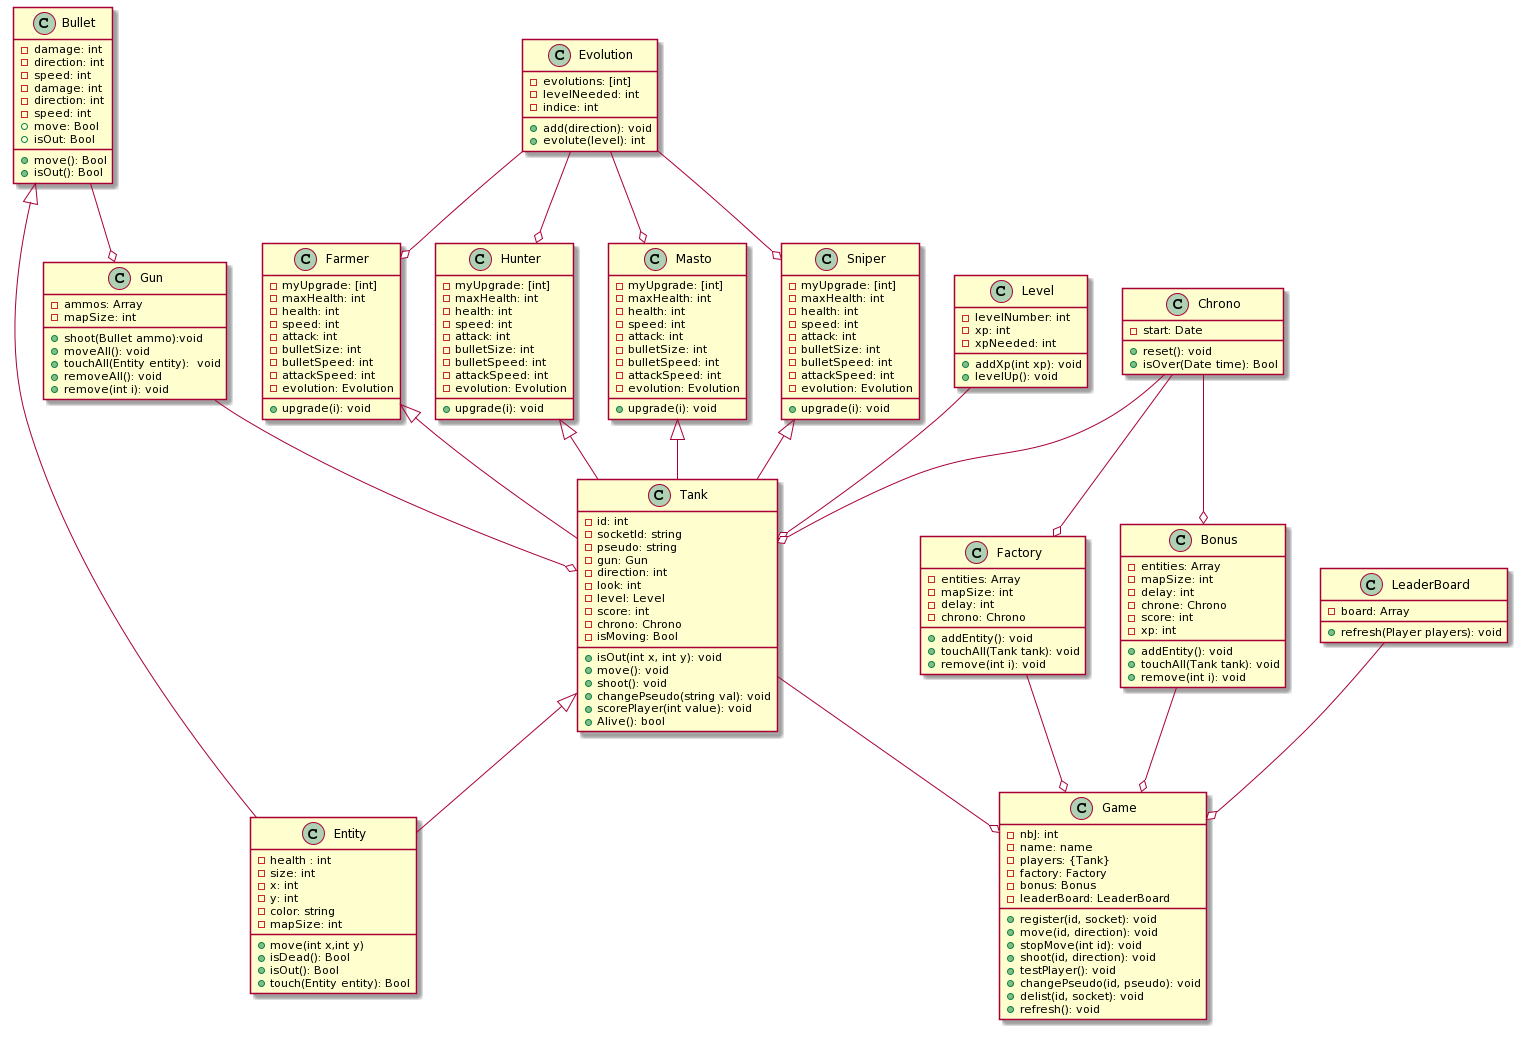 C Bullet
damage: int
direction: int
speed: int
damage: int
direction: int
speed: int
move: Bool
isOut: Bool
move(): Bool
isOut(): Bool
C Evolution
evolutions: [int]
levelNeeded: int
indice: int
add(direction): void
evolute(level): int
C Gun
ammos: Array
mapSize: int
shoot(Bullet ammo):void
moveAll(): void
touchAll(Entity entity):  void
removeAll(): void
remove(int i): void
C Farmer
myUpgrade: [int]
maxHealth: int
health: int
speed: int
attack: int
bulletSize: int
bulletSpeed: int
attackSpeed: int
evolution: Evolution
upgrade(i): void
C Hunter
myUpgrade: [int]
maxHealth: int
health: int
speed: int
attack: int
bulletSize: int
bulletSpeed: int
attackSpeed: int
evolution: Evolution
upgrade(i): void
C Masto
myUpgrade: [int]
maxHealth: int
health: int
speed: int
attack: int
bulletSize: int
bulletSpeed: int
attackSpeed: int
evolution: Evolution
upgrade(i): void
C Sniper
myUpgrade: [int]
maxHealth: int
health: int
speed: int
attack: int
bulletSize: int
bulletSpeed: int
attackSpeed: int
evolution: Evolution
upgrade(i): void
C Level
levelNumber: int
xp: int
xpNeeded: int
addXp(int xp): void
levelUp(): void
C Chrono
start: Date
reset(): void
isOver(Date time): Bool
C Tank
id: int
socketId: string
pseudo: string
gun: Gun
direction: int
look: int
level: Level
score: int
chrono: Chrono
isMoving: Bool
isOut(int x, int y): void
move(): void
shoot(): void
changePseudo(string val): void
scorePlayer(int value): void
Alive(): bool
C Factory
entities: Array
mapSize: int
delay: int
chrono: Chrono
addEntity(): void
touchAll(Tank tank): void
remove(int i): void
C Bonus
entities: Array
mapSize: int
delay: int
chrone: Chrono
score: int
xp: int
addEntity(): void
touchAll(Tank tank): void
remove(int i): void
C LeaderBoard
board: Array
refresh(Player players): void
C Entity
health : int
size: int
x: int
y: int
color: string
mapSize: int
move(int x,int y)
isDead(): Bool
isOut(): Bool
touch(Entity entity): Bool
C Game
nbJ: int
name: name
players: {Tank}
factory: Factory
bonus: Bonus
leaderBoard: LeaderBoard
register(id, socket): void
move(id, direction): void
stopMove(int id): void
shoot(id, direction): void
testPlayer(): void
changePseudo(id, pseudo): void
delist(id, socket): void
refresh(): void